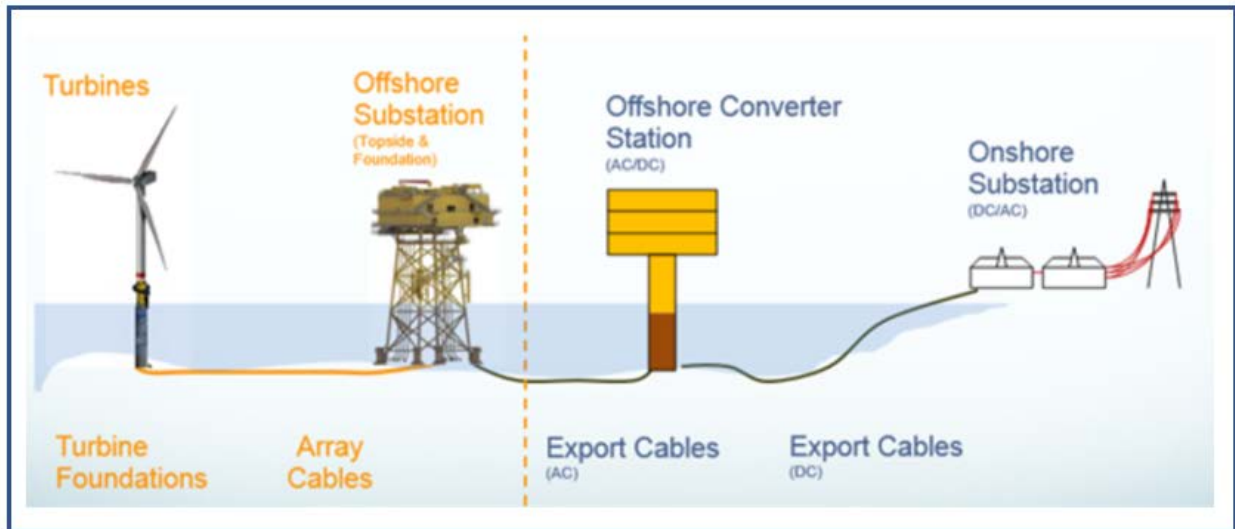 Turbines
Offshore
Substation
(Topside &
Foundation)
Offshore Converter
Station
(AC/DC)
Onshore
Substation
(DC/AC)
Turbine
Foundations
Array
Cables
Export Cables
(AC)
Export Cables
(DC)